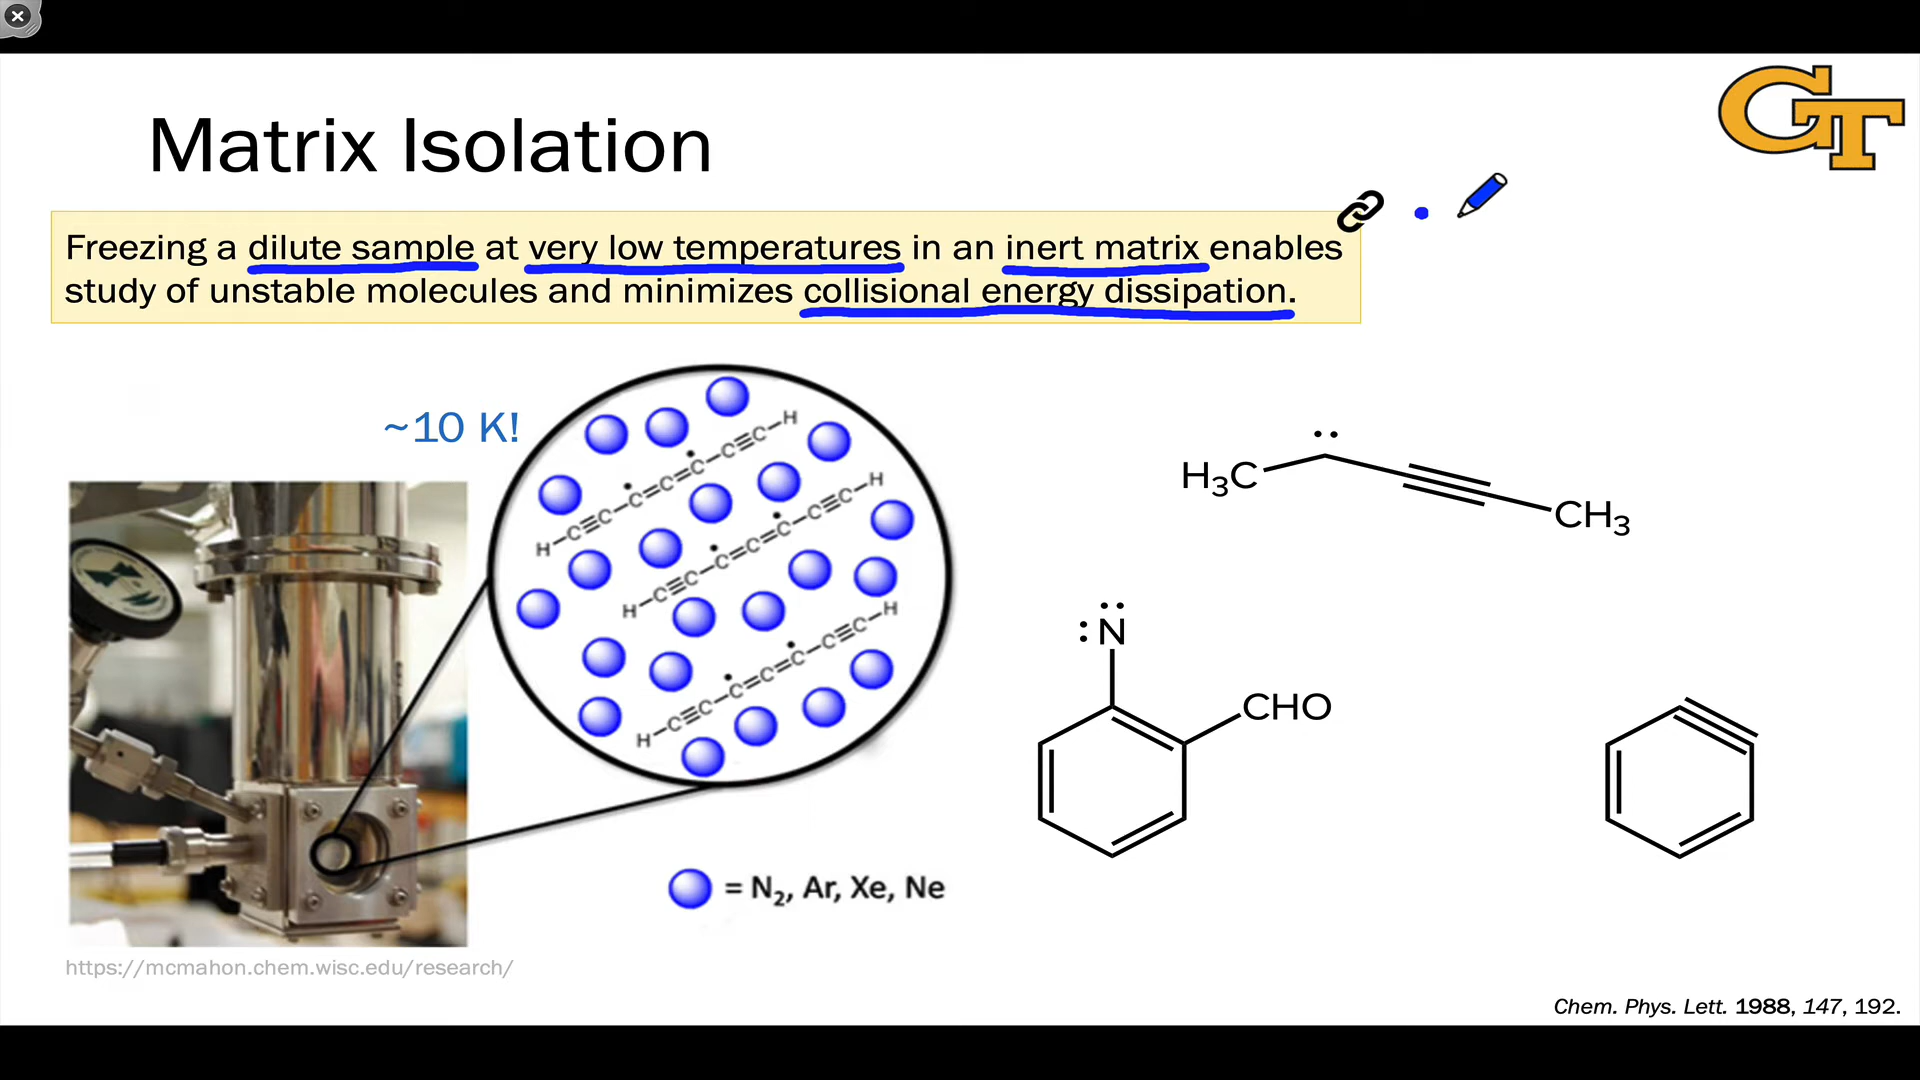 Matrix Isolation
GT
Freezing a dilute sample at very low temperatures in an inert matrix enables
study of unstable molecules and minimizes collisional energy dissipation.
~10 K!
H–C≡C–Ċ=C=Ċ–C≡C–H
H–C≡C–Ċ=C=Ċ–C≡C–H
H–C≡C–Ċ=C=Ċ–C≡C–H
H₃C
CH₃
:N̈
CHO
= N₂, Ar, Xe, Ne
https://mcmahon.chem.wisc.edu/research/
Chem. Phys. Lett. 1988, 147, 192.